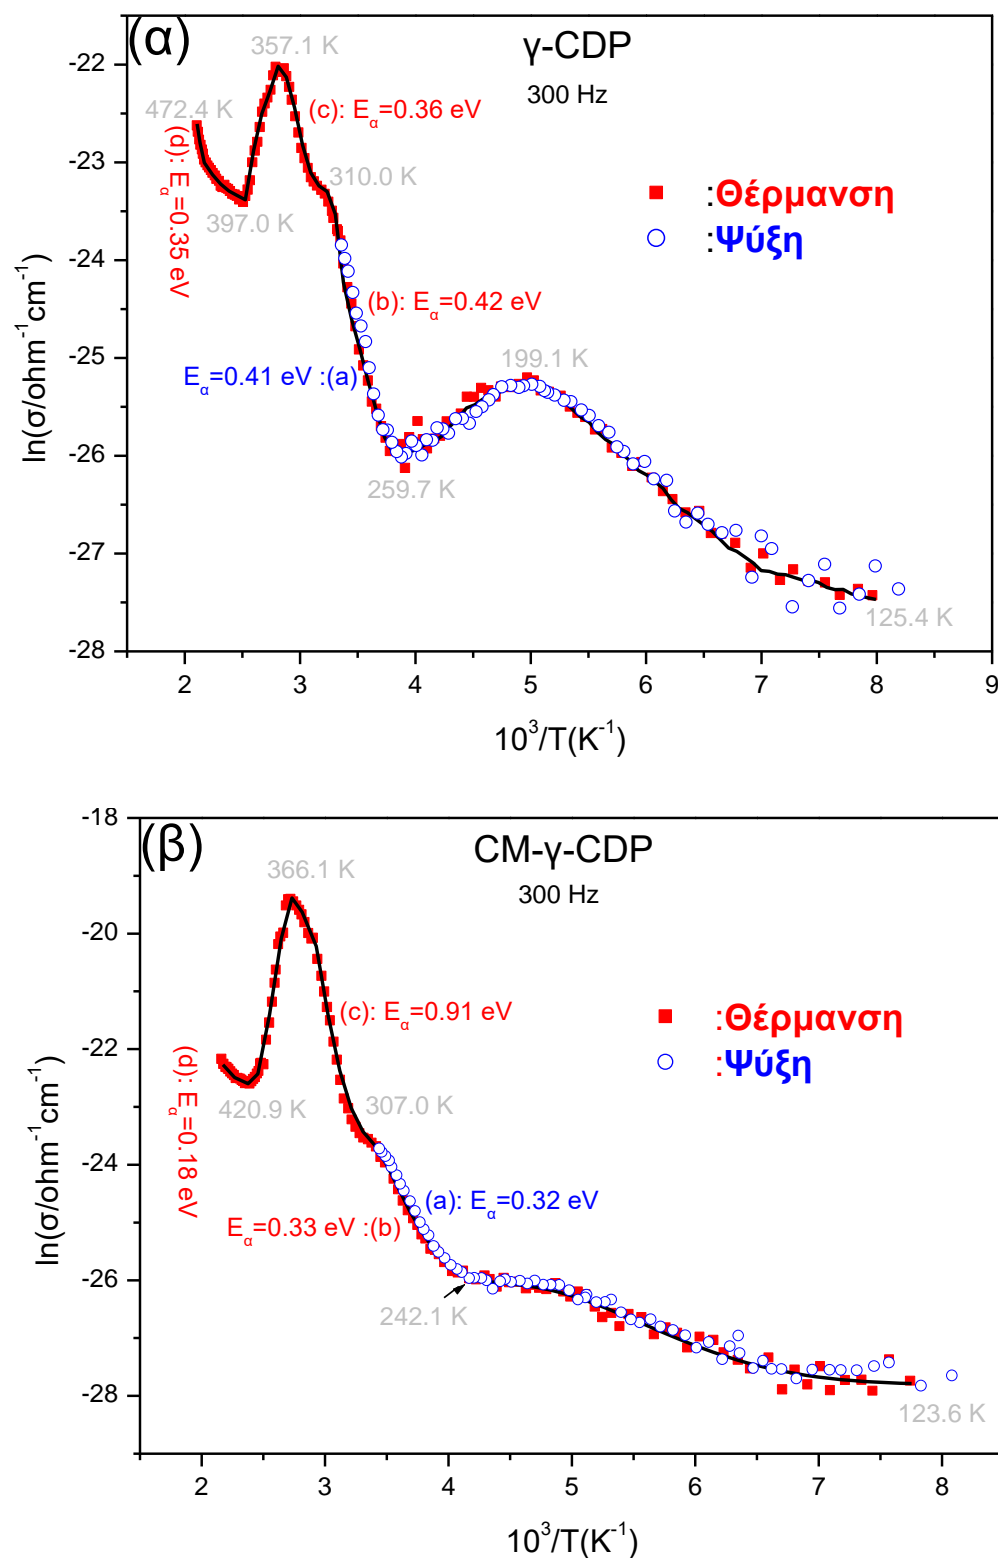 (α)
γ-CDP
300 Hz
357.1 K
472.4 K
(c): Eα=0.36 eV
(d): Eα=0.35 eV
310.0 K
397.0 K
:Θέρμανση
:Ψύξη
(b): Eα=0.42 eV
Eα=0.41 eV :(a)
199.1 K
259.7 K
125.4 K
-22
-23
-24
-25
-26
-27
-28
ln(σ/ohm⁻¹cm⁻¹)
2 3 4 5 6 7 8 9
10³/T(K⁻¹)
(β)
CM-γ-CDP
300 Hz
366.1 K
(c): Eα=0.91 eV
:Θέρμανση
:Ψύξη
(d): Eα=0.18 eV
420.9 K
307.0 K
(a): Eα=0.32 eV
Eα=0.33 eV :(b)
242.1 K
123.6 K
-18
-20
-22
-24
-26
-28
ln(σ/ohm⁻¹cm⁻¹)
2 3 4 5 6 7 8
10³/T(K⁻¹)